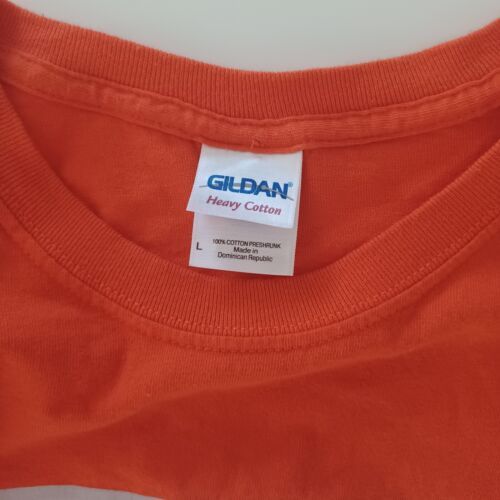 GILDAN®
Heavy Cotton
L
100% COTTON PRESHRUNK
Made in
Dominican Republic